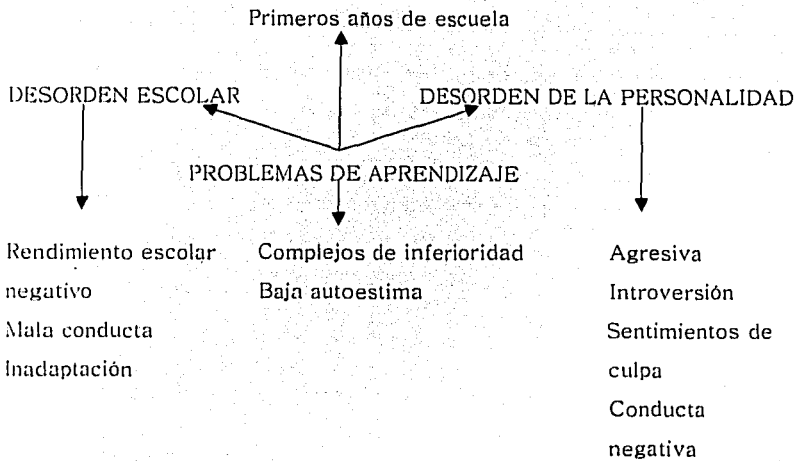 Primeros años de escuela
DESORDEN ESCOLAR
DESORDEN DE LA PERSONALIDAD
PROBLEMAS DE APRENDIZAJE
Rendimiento escolar
negativo
Mala conducta
Inadaptación
Complejos de inferioridad
Baja autoestima
Agresiva
Introversión
Sentimientos de
culpa
Conducta
negativa